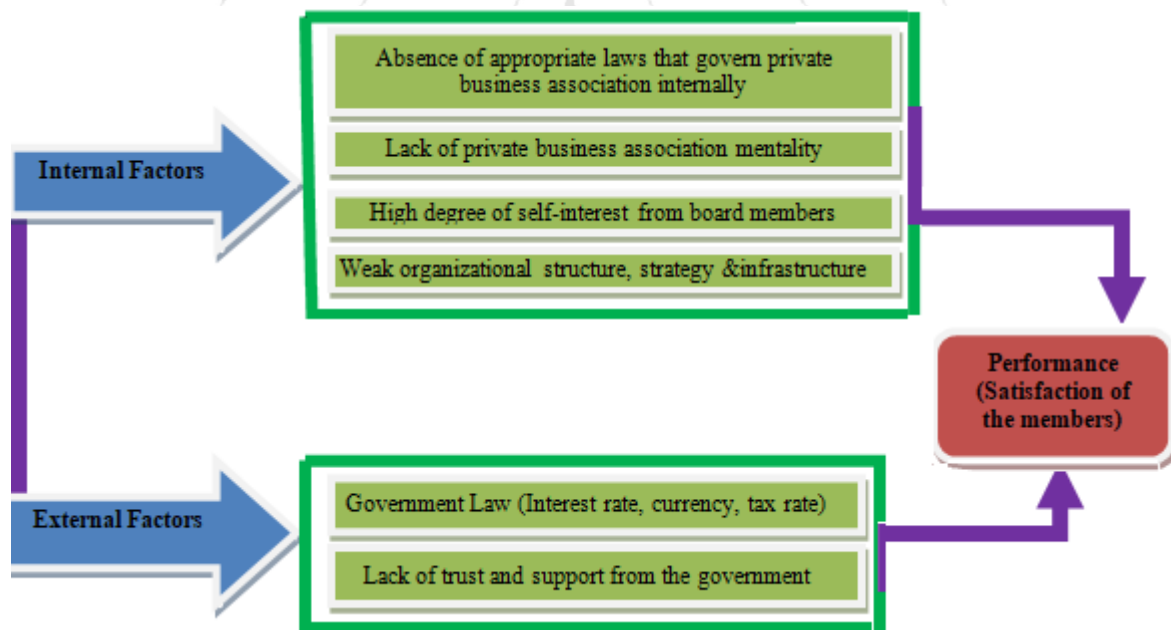 Absence of appropriate laws that govern private
business association internally
Lack of private business association mentality
Internal Factors
High degree of self-interest from board members
Weak organizational structure, strategy &infrastructure
Performance
(Satisfaction of
the members)
Government Law (Interest rate, currency, tax rate)
External Factors
Lack of trust and support from the government